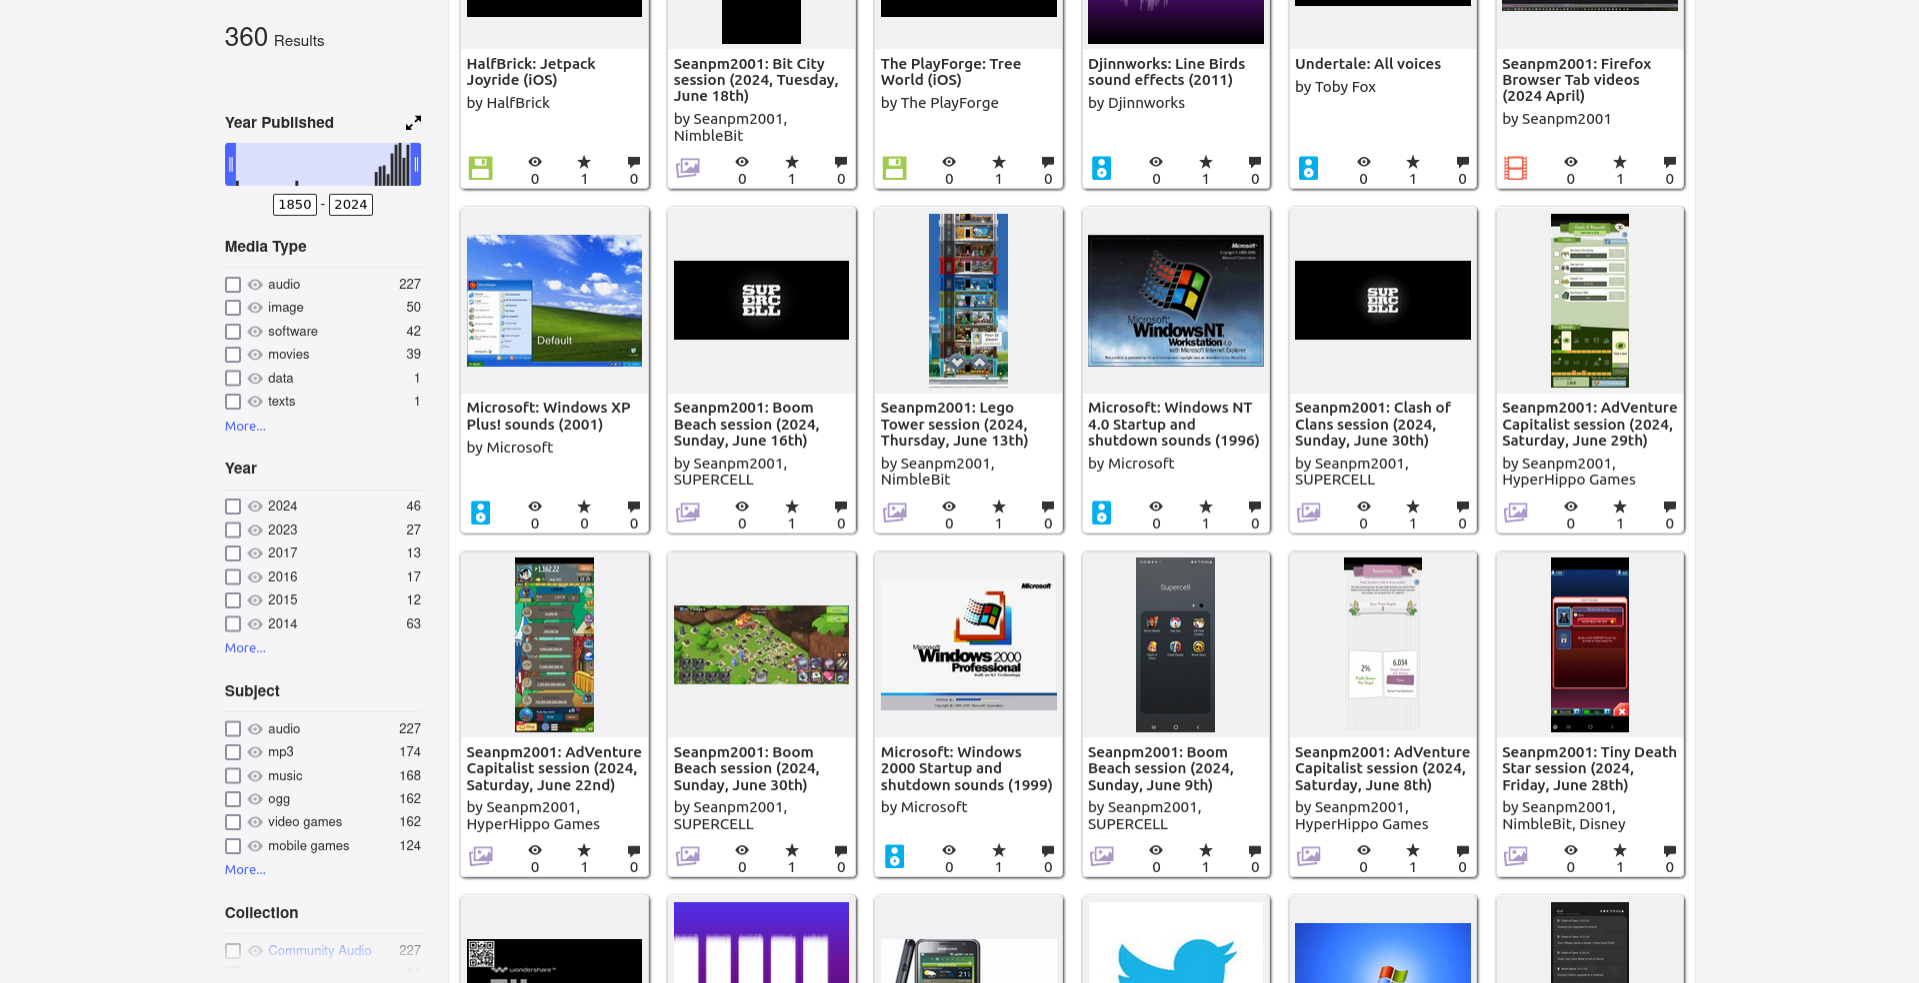 360 Results
Year Published
1850 - 2024
Media Type
audio 227
image 50
software 42
movies 39
data 1
texts 1
More...
Year
2024 46
2023 27
2017 13
2016 17
2015 12
2014 63
More...
Subject
audio 227
mp3 174
music 168
ogg 162
video games 162
mobile games 124
More...
Collection
Community Audio 227
HalfBrick: Jetpack
Joyride (iOS)
by HalfBrick
0 1 0
Seanpm2001: Bit City
session (2024, Tuesday,
June 18th)
by Seanpm2001,
NimbleBit
0 1 0
The PlayForge: Tree
World (iOS)
by The PlayForge
0 1 0
Djinnworks: Line Birds
sound effects (2011)
by Djinnworks
0 1 0
Undertale: All voices
by Toby Fox
0 1 0
Seanpm2001: Firefox
Browser Tab videos
(2024 April)
by Seanpm2001
0 1 0
Default
Microsoft: Windows XP
Plus! sounds (2001)
by Microsoft
0 0 0
SUP
ERC
ELL
Seanpm2001: Boom
Beach session (2024,
Sunday, June 16th)
by Seanpm2001,
SUPERCELL
0 1 0
Seanpm2001: Lego
Tower session (2024,
Thursday, June 13th)
by Seanpm2001,
NimbleBit
0 1 0
Microsoft
Microsoft
Windows NT
Workstation 4.0
with Microsoft Internet Explorer
Microsoft: Windows NT
4.0 Startup and
shutdown sounds (1996)
by Microsoft
0 1 0
SUP
ERC
ELL
Seanpm2001: Clash of
Clans session (2024,
Sunday, June 30th)
by Seanpm2001,
SUPERCELL
0 1 0
Seanpm2001: AdVenture
Capitalist session (2024,
Saturday, June 29th)
by Seanpm2001,
HyperHippo Games
0 1 0
Seanpm2001: AdVenture
Capitalist session (2024,
Saturday, June 22nd)
by Seanpm2001,
HyperHippo Games
0 1 0
Seanpm2001: Boom
Beach session (2024,
Sunday, June 30th)
by Seanpm2001,
SUPERCELL
0 1 0
Microsoft
Microsoft
Windows 2000
Professional
Built on NT Technology
Microsoft: Windows
2000 Startup and
shutdown sounds (1999)
by Microsoft
0 1 0
Supercell
Seanpm2001: Boom
Beach session (2024,
Sunday, June 9th)
by Seanpm2001,
SUPERCELL
0 1 0
2%
6,034
Seanpm2001: AdVenture
Capitalist session (2024,
Saturday, June 8th)
by Seanpm2001,
HyperHippo Games
0 1 0
Seanpm2001: Tiny Death
Star session (2024,
Friday, June 28th)
by Seanpm2001,
NimbleBit, Disney
0 1 0
wondershare
SAMSUNG